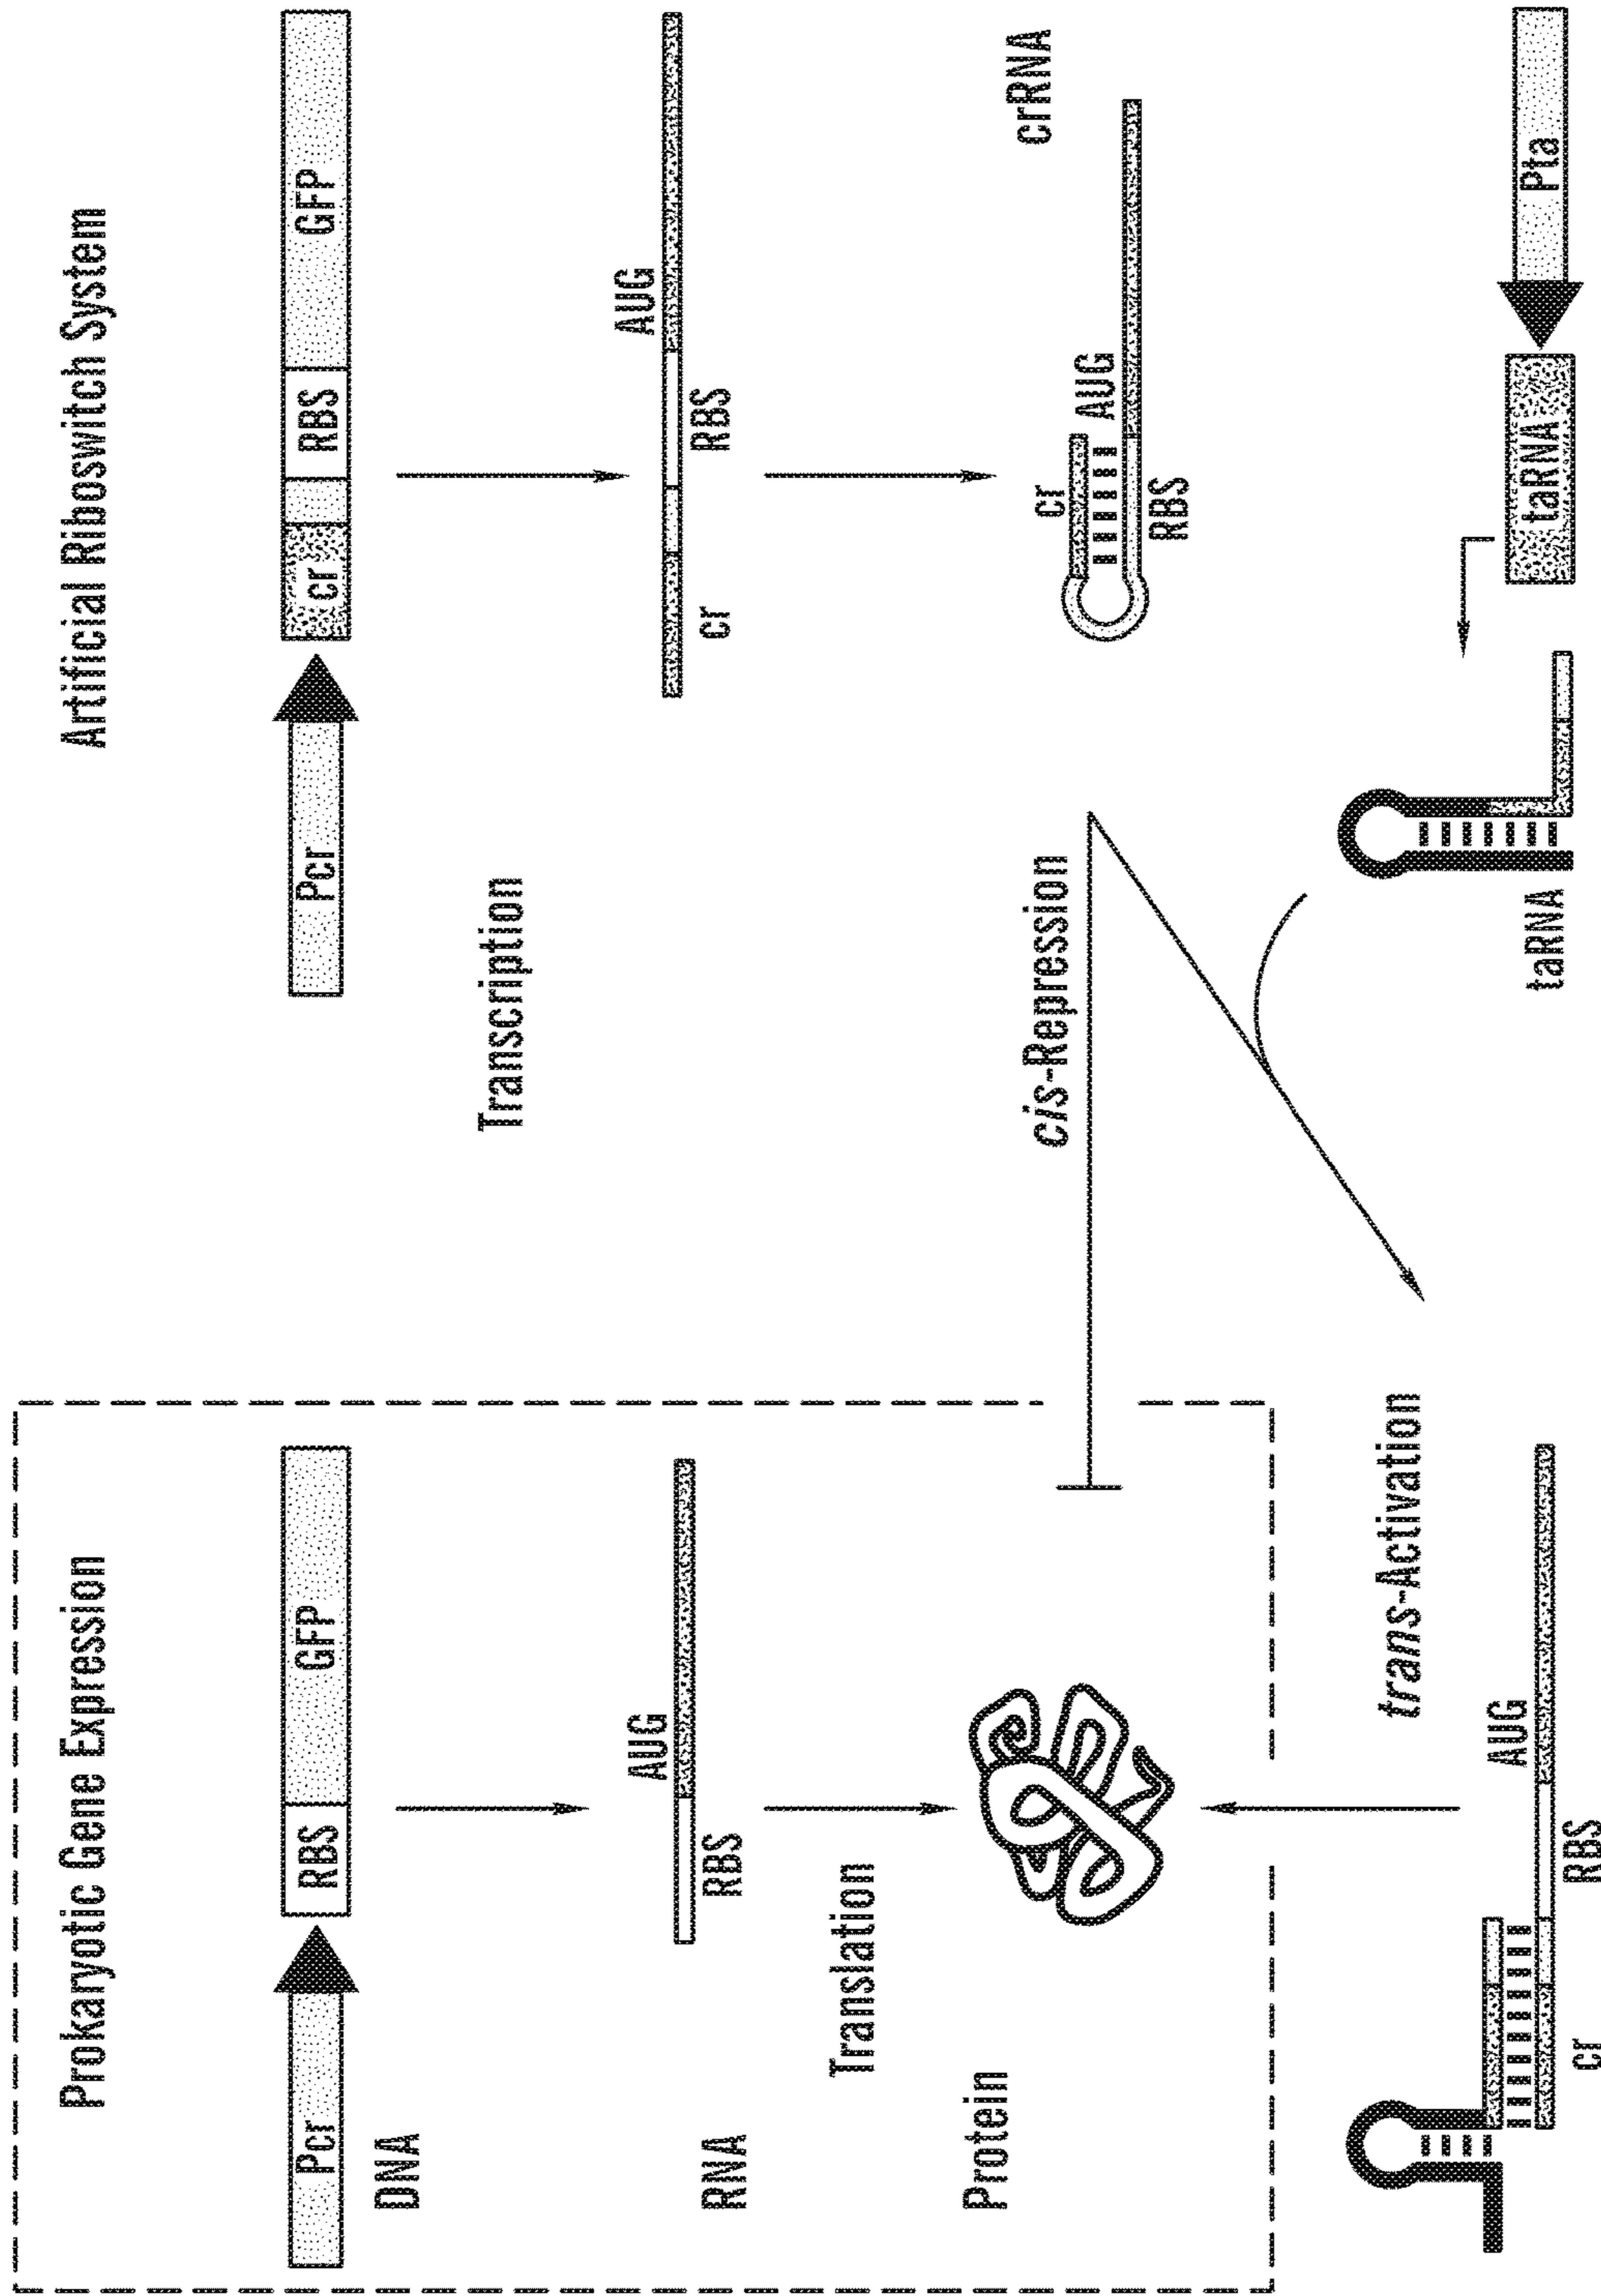 Prokaryotic Gene Expression
Artificial Riboswitch System
Pcr
RBS
GFP
Pcr
cr
RBS
GFP
DNA
Transcription
AUG
RBS
RNA
AUG
cr
RBS
Translation
Protein
cis-Repression
cr
AUG
RBS
crRNA
trans-Activation
AUG
cr
RBS
taRNA
taRNA
Pta